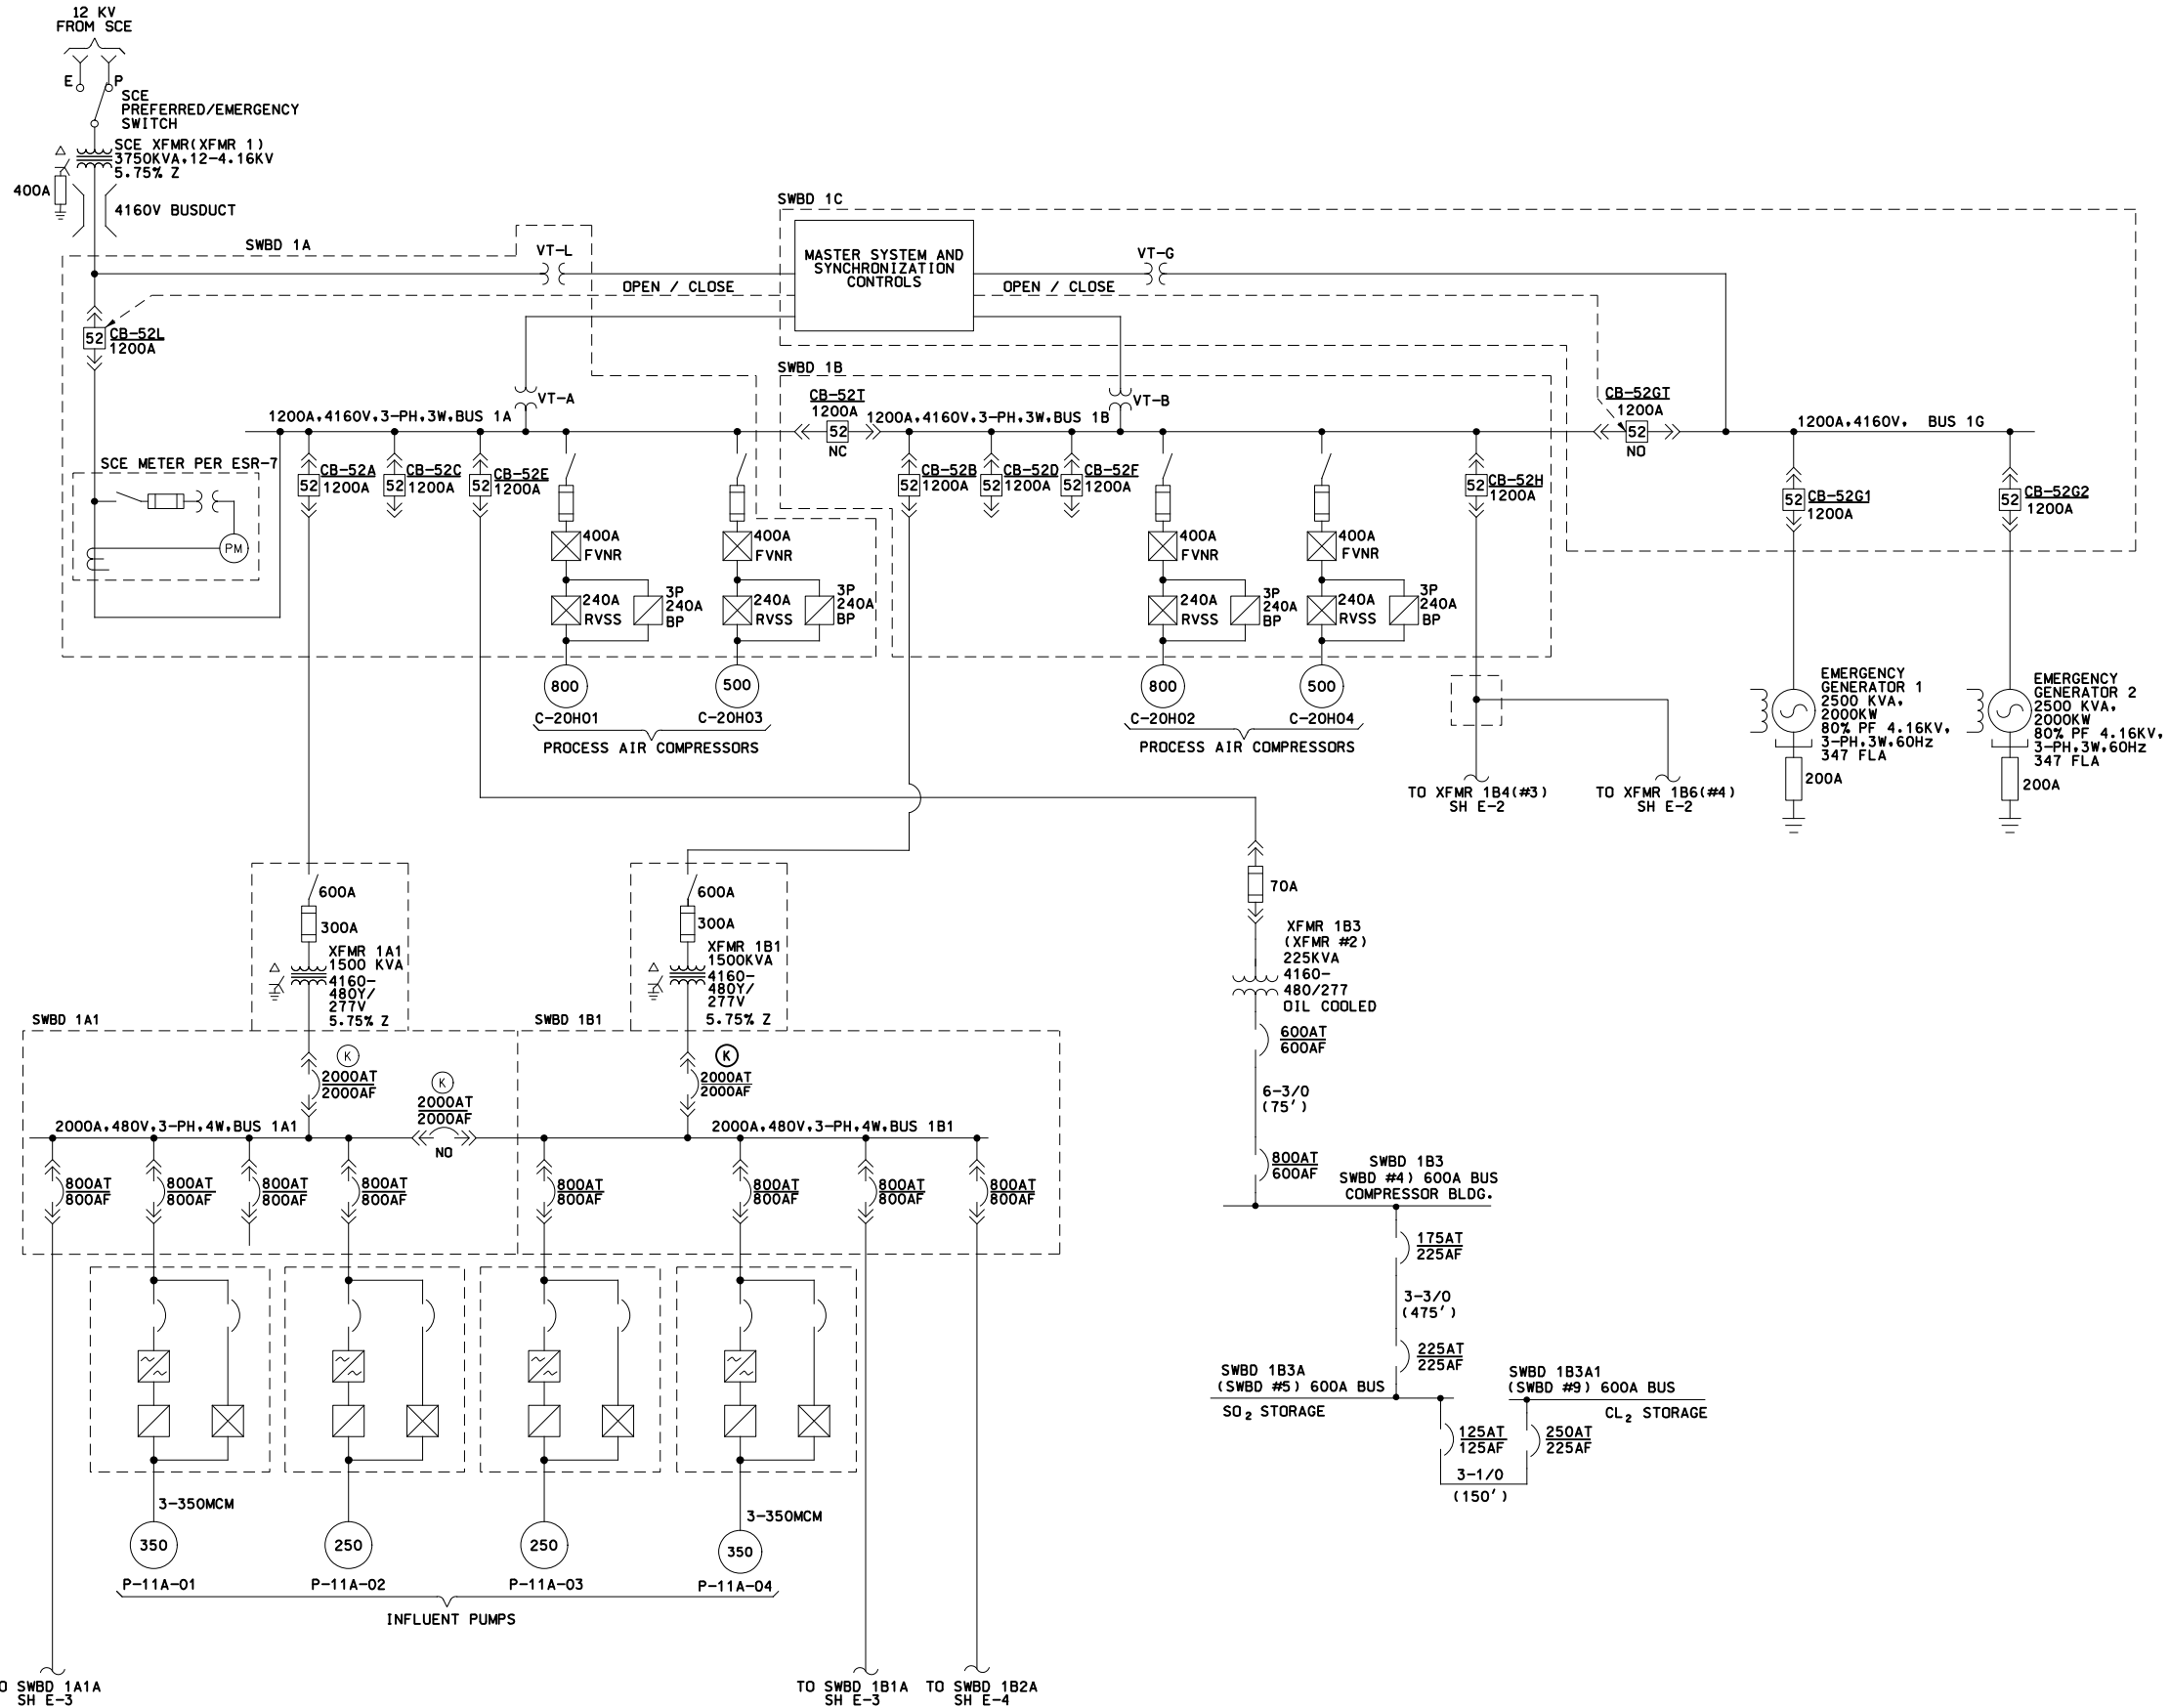 12 KV
FROM SCE
E
P
SCE
PREFERRED/EMERGENCY
SWITCH
SCE XFMR(XFMR 1)
3750KVA,12-4.16KV
5.75% Z
400A
4160V BUSDUCT
SWBD 1A
VT-L
SWBD 1C
MASTER SYSTEM AND
SYNCHRONIZATION
CONTROLS
VT-G
OPEN / CLOSE
OPEN / CLOSE
52
CB-52L
1200A
SWBD 1B
VT-A
CB-52T
1200A
52
NC
VT-B
CB-52GT
1200A
52
NO
1200A,4160V,3-PH,3W,BUS 1A
1200A,4160V,3-PH,3W,BUS 1B
1200A,4160V, BUS 1G
SCE METER PER ESR-7
PM
52
CB-52A
1200A
52
CB-52C
1200A
52
CB-52E
1200A
52
CB-52B
1200A
52
CB-52D
1200A
52
CB-52F
1200A
52
CB-52H
1200A
52
CB-52G1
1200A
52
CB-52G2
1200A
400A
FVNR
400A
FVNR
400A
FVNR
400A
FVNR
240A
RVSS
3P
240A
BP
240A
RVSS
3P
240A
BP
240A
RVSS
3P
240A
BP
240A
RVSS
3P
240A
BP
800
500
800
500
C-20H01
C-20H03
C-20H02
C-20H04
PROCESS AIR COMPRESSORS
PROCESS AIR COMPRESSORS
TO XFMR 1B4(#3)
SH E-2
TO XFMR 1B6(#4)
SH E-2
EMERGENCY
GENERATOR 1
2500 KVA,
2000KW
80% PF 4.16KV,
3-PH,3W,60Hz
347 FLA
200A
EMERGENCY
GENERATOR 2
2500 KVA,
2000KW
80% PF 4.16KV,
3-PH,3W,60Hz
347 FLA
200A
600A
300A
XFMR 1A1
1500 KVA
4160-
480Y/
277V
5.75% Z
600A
300A
XFMR 1B1
1500KVA
4160-
480Y/
277V
5.75% Z
70A
XFMR 1B3
(XFMR #2)
225KVA
4160-
480/277
OIL COOLED
600AT
600AF
6-3/0
(75')
800AT
600AF
SWBD 1B3
SWBD #4) 600A BUS
COMPRESSOR BLDG.
175AT
225AF
3-3/0
(475')
225AT
225AF
SWBD 1B3A
(SWBD #5) 600A BUS
SO2 STORAGE
SWBD 1B3A1
(SWBD #9) 600A BUS
CL2 STORAGE
125AT
125AF
250AT
225AF
3-1/0
(150')
SWBD 1A1
SWBD 1B1
K
2000AT
2000AF
K
2000AT
2000AF
NO
K
2000AT
2000AF
2000A,480V,3-PH,4W,BUS 1A1
2000A,480V,3-PH,4W,BUS 1B1
800AT
800AF
800AT
800AF
800AT
800AF
800AT
800AF
800AT
800AF
800AT
800AF
800AT
800AF
800AT
800AF
3-350MCM
3-350MCM
350
250
250
350
P-11A-01
P-11A-02
P-11A-03
P-11A-04
INFLUENT PUMPS
O SWBD 1A1A
SH E-3
TO SWBD 1B1A
SH E-3
TO SWBD 1B2A
SH E-4